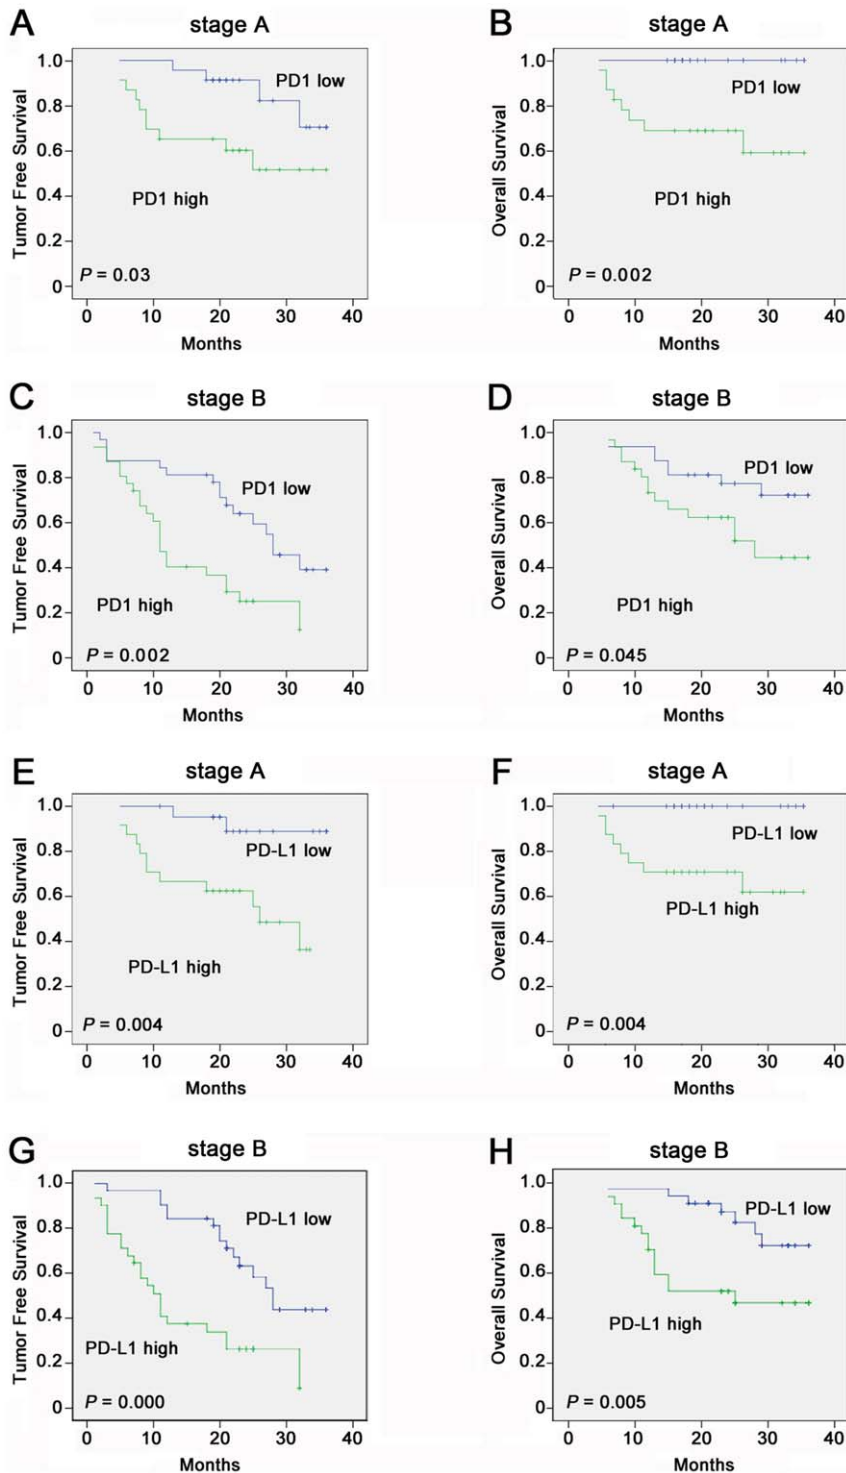 A
stage A
Tumor Free Survival
1.0
0.8
0.6
0.4
0.2
0
PD1 low
PD1 high
P = 0.03
0 10 20 30 40
Months
B
stage A
Overall Survival
1.0
0.8
0.6
0.4
0.2
0
PD1 low
PD1 high
P = 0.002
0 10 20 30 40
Months
C
stage B
Tumor Free Survival
1.0
0.8
0.6
0.4
0.2
0
PD1 low
PD1 high
P = 0.002
0 10 20 30 40
Months
D
stage B
Overall Survival
1.0
0.8
0.6
0.4
0.2
0
PD1 low
PD1 high
P = 0.045
0 10 20 30 40
Months
E
stage A
Tumor Free Survival
1.0
0.8
0.6
0.4
0.2
0
PD-L1 low
PD-L1 high
P = 0.004
0 10 20 30 40
Months
F
stage A
Overall Survival
1.0
0.8
0.6
0.4
0.2
0
PD-L1 low
PD-L1 high
P = 0.004
0 10 20 30 40
Months
G
stage B
Tumor Free Survival
1.0
0.8
0.6
0.4
0.2
0
PD-L1 low
PD-L1 high
P = 0.000
0 10 20 30 40
Months
H
stage B
Overall Survival
1.0
0.8
0.6
0.4
0.2
0
PD-L1 low
PD-L1 high
P = 0.005
0 10 20 30 40
Months